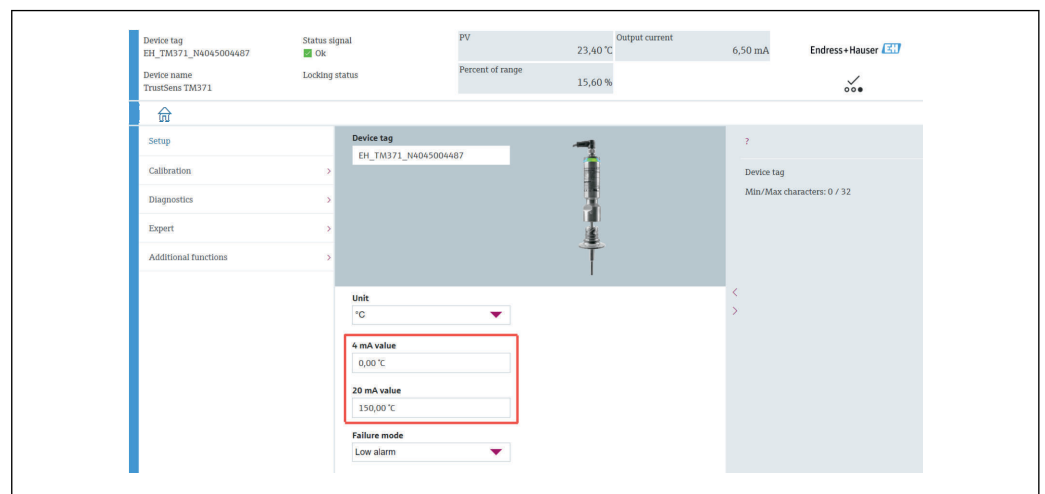 Device tag
EH_TM371_N4045004487
Status signal
Ok
PV
23,40 °C
Output current
6,50 mA
Endress+Hauser EH
Device name
TrustSens TM371
Locking status
Percent of range
15,60 %
Setup
Calibration
Diagnostics
Expert
Additional functions
Device tag
EH_TM371_N4045004487
?
Device tag
Min/Max characters: 0 / 32
Unit
°C
4 mA value
0,00 °C
20 mA value
150,00 °C
Failure mode
Low alarm